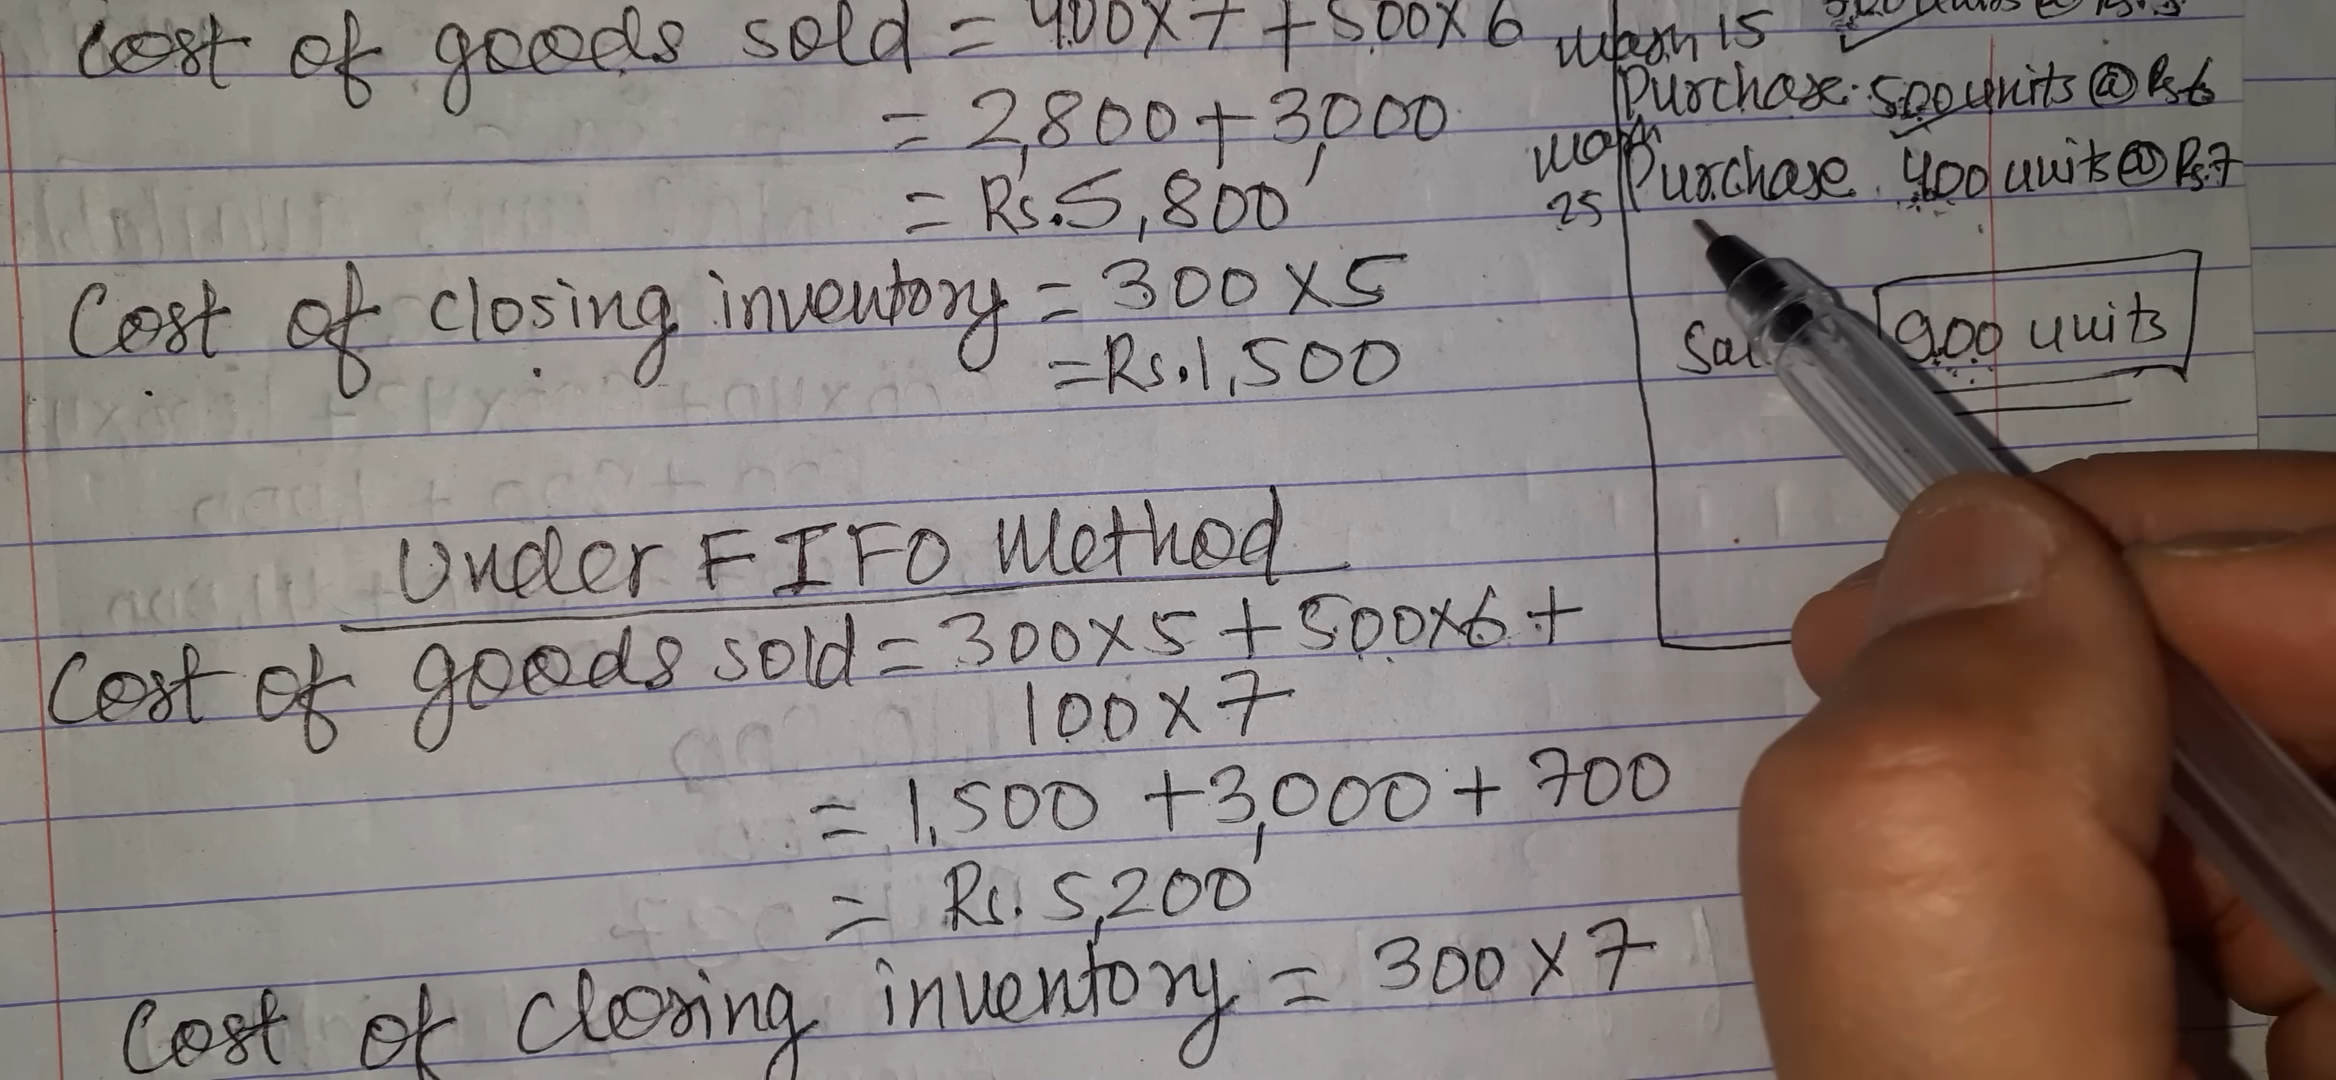 Cost of goods sold = 400 x 7 + 500 x 6
= 2,800 + 3,000
= Rs. 5,800
Cost of closing inventory = 300 x 5
= Rs. 1,500
Under FIFO Method
Cost of goods sold = 300 x 5 + 500 x 6 +
100 x 7
= 1,500 + 3,000 + 700
= Rs. 5,200
Cost of closing inventory = 300 x 7
15
Purchase 500 units @ Rs 6
25 Purchase 400 units @ Rs. 7
900 units